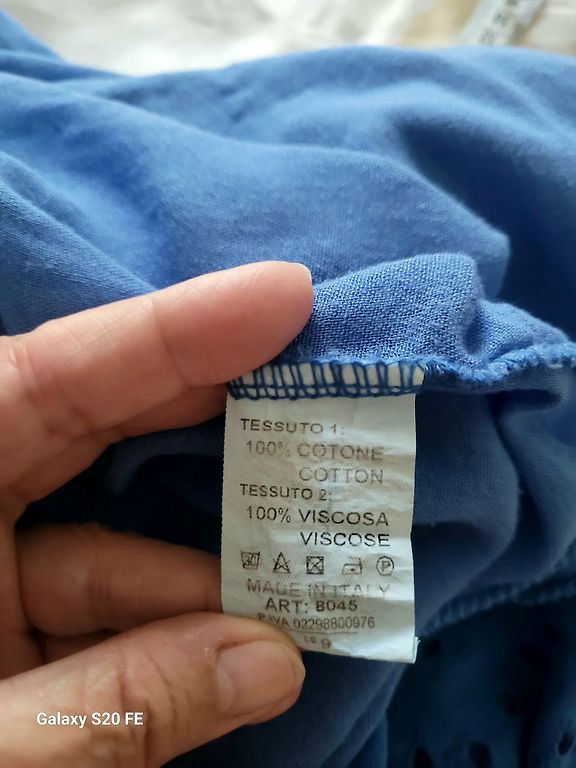 TESSUTO 1:
100% COTONE
COTTON
TESSUTO 2:
100% VISCOSA
VISCOSE
30 P
MADE IN ITALY
ART: 8045
P.IVA 02298800976
Galaxy S20 FE